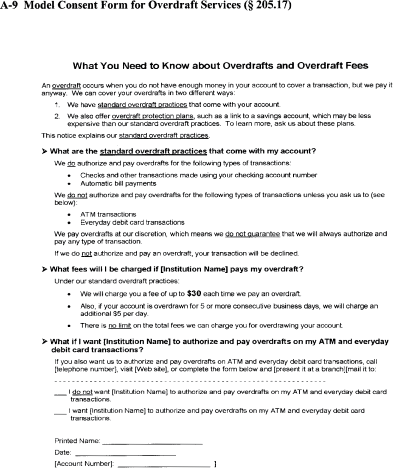 A-9 Model Consent Form for Overdraft Services (§ 205.17)
What You Need to Know about Overdrafts and Overdraft Fees
An overdraft occurs when you do not have enough money in your account to cover a transaction, but we pay it
anyway. We can cover your overdrafts in two different ways:
1. We have standard overdraft practices that come with your account.
2. We also offer overdraft protection plans, such as a link to a savings account, which may be less
expensive than our standard overdraft practices. To learn more, ask us about these plans.
This notice explains our standard overdraft practices.
➤ What are the standard overdraft practices that come with my account?
We do authorize and pay overdrafts for the following types of transactions:
• Checks and other transactions made using your checking account number
• Automatic bill payments
We do not authorize and pay overdrafts for the following types of transactions unless you ask us to (see
below):
• ATM transactions
• Everyday debit card transactions
We pay overdrafts at our discretion, which means we do not guarantee that we will always authorize and
pay any type of transaction.
If we do not authorize and pay an overdraft, your transaction will be declined.
➤ What fees will I be charged if [Institution Name] pays my overdraft?
Under our standard overdraft practices:
• We will charge you a fee of up to $30 each time we pay an overdraft.
• Also, if your account is overdrawn for 5 or more consecutive business days, we will charge an
additional $5 per day.
• There is no limit on the total fees we can charge you for overdrawing your account.
➤ What if I want [Institution Name] to authorize and pay overdrafts on my ATM and everyday
debit card transactions?
If you also want us to authorize and pay overdrafts on ATM and everyday debit card transactions, call
[telephone number], visit [Web site], or complete the form below and [present it at a branch][mail it to:
___ I do not want [Institution Name] to authorize and pay overdrafts on my ATM and everyday debit card
transactions.
___ I want [Institution Name] to authorize and pay overdrafts on my ATM and everyday debit card
transactions.
Printed Name: ___
Date: ___
[Account Number]: ___ ]